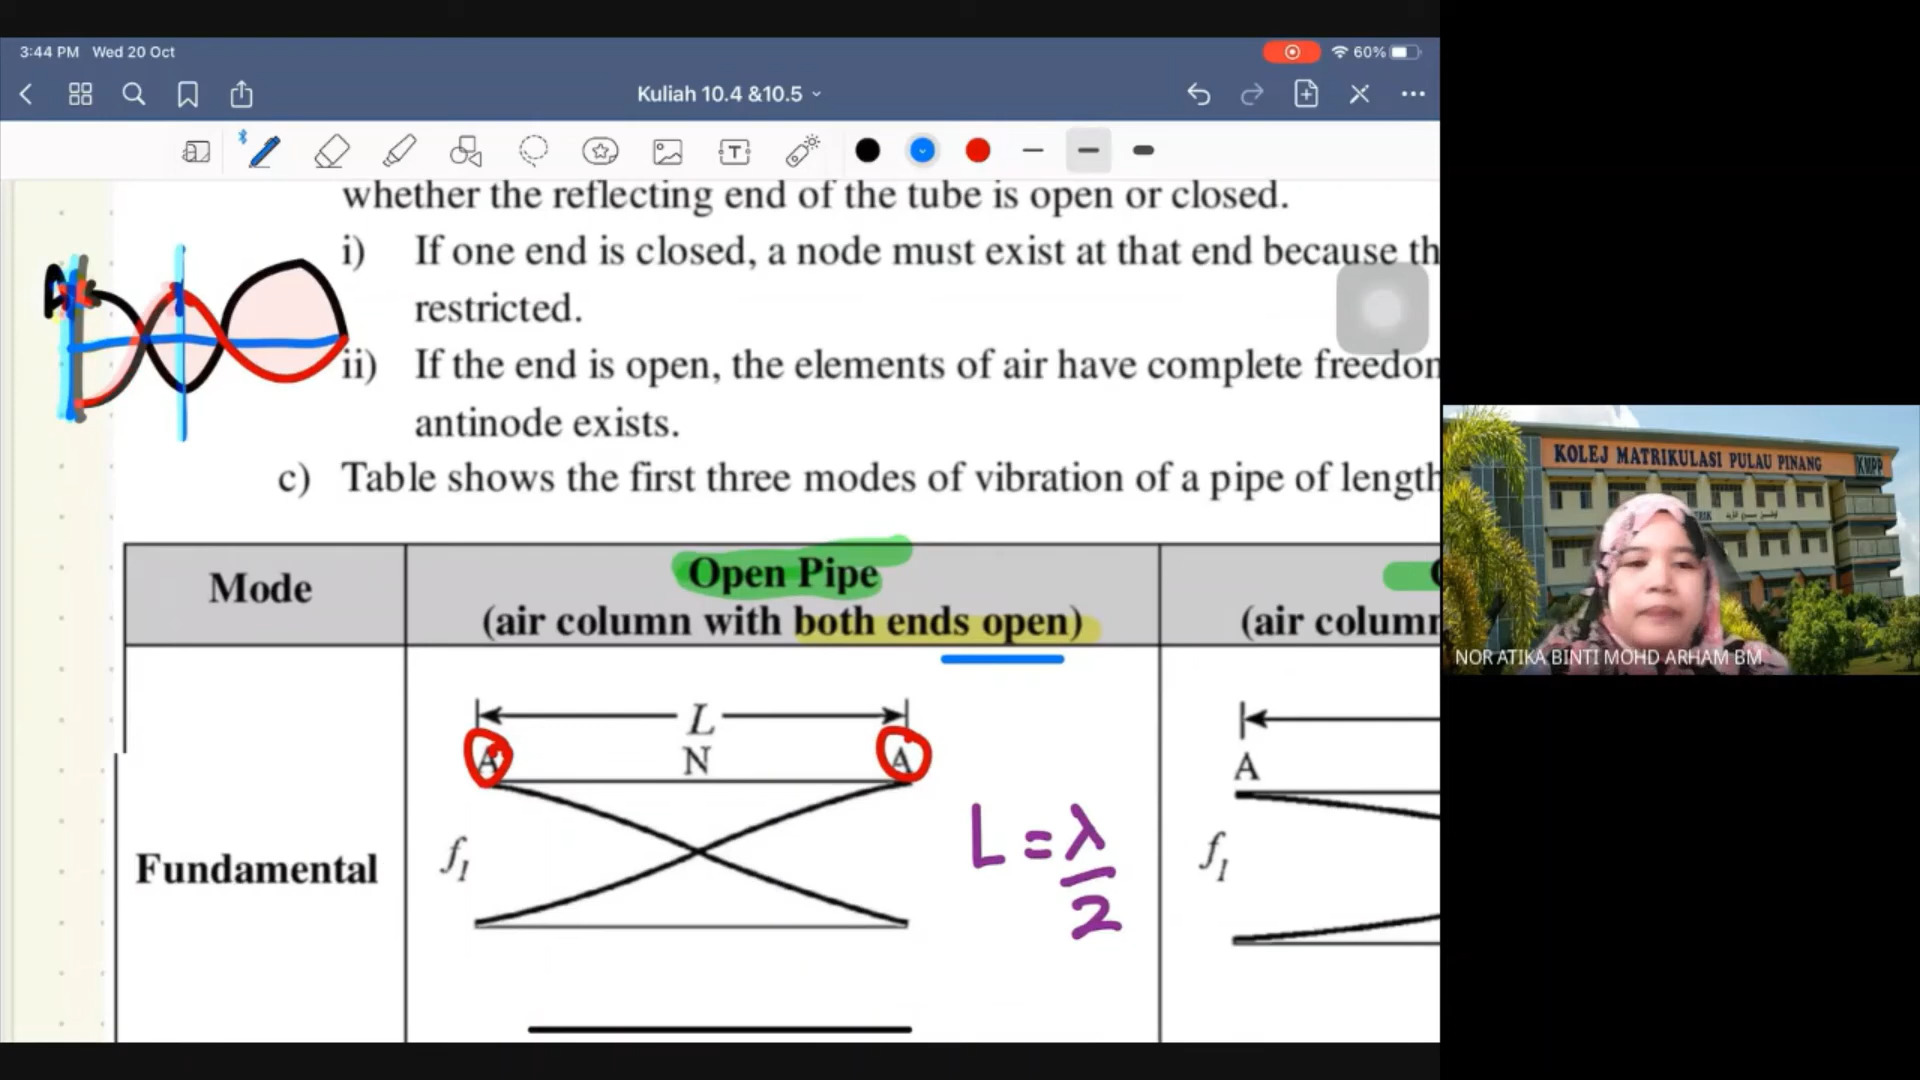 3:44 PM Wed 20 Oct
60%
Kuliah 10.4 &10.5
T
whether the reflecting end of the tube is open or closed.
i) If one end is closed, a node must exist at that end because th
restricted.
ii) If the end is open, the elements of air have complete freedom
antinode exists.
c) Table shows the first three modes of vibration of a pipe of length
Mode
Open Pipe
(air column with both ends open)
(air column
L
A N A
A
f1
L = λ/2
f1
Fundamental
KOLEJ MATRIKULASI PULAU PINANG KMPP
NOR ATIKA BINTI MOHD ARHAM BM